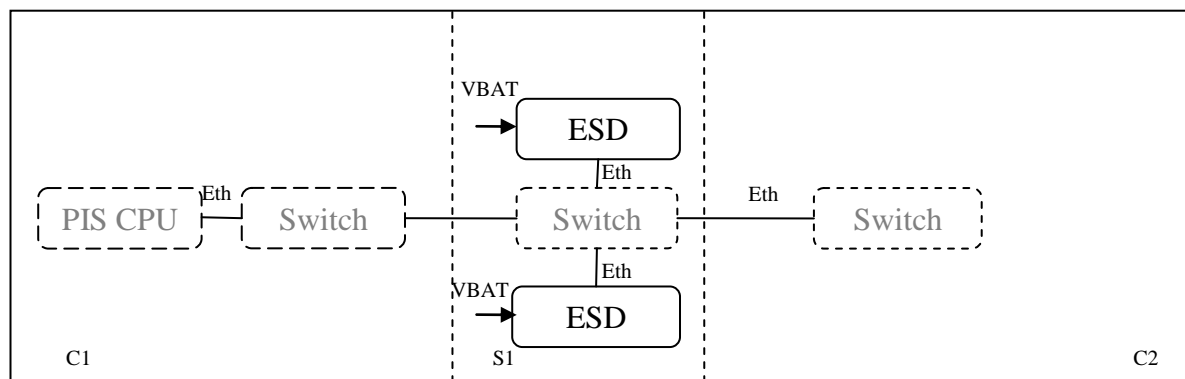 VBAT
ESD
Eth
PIS CPU
Eth
Switch
Switch
Eth
Switch
Eth
VBAT
ESD
C1
S1
C2